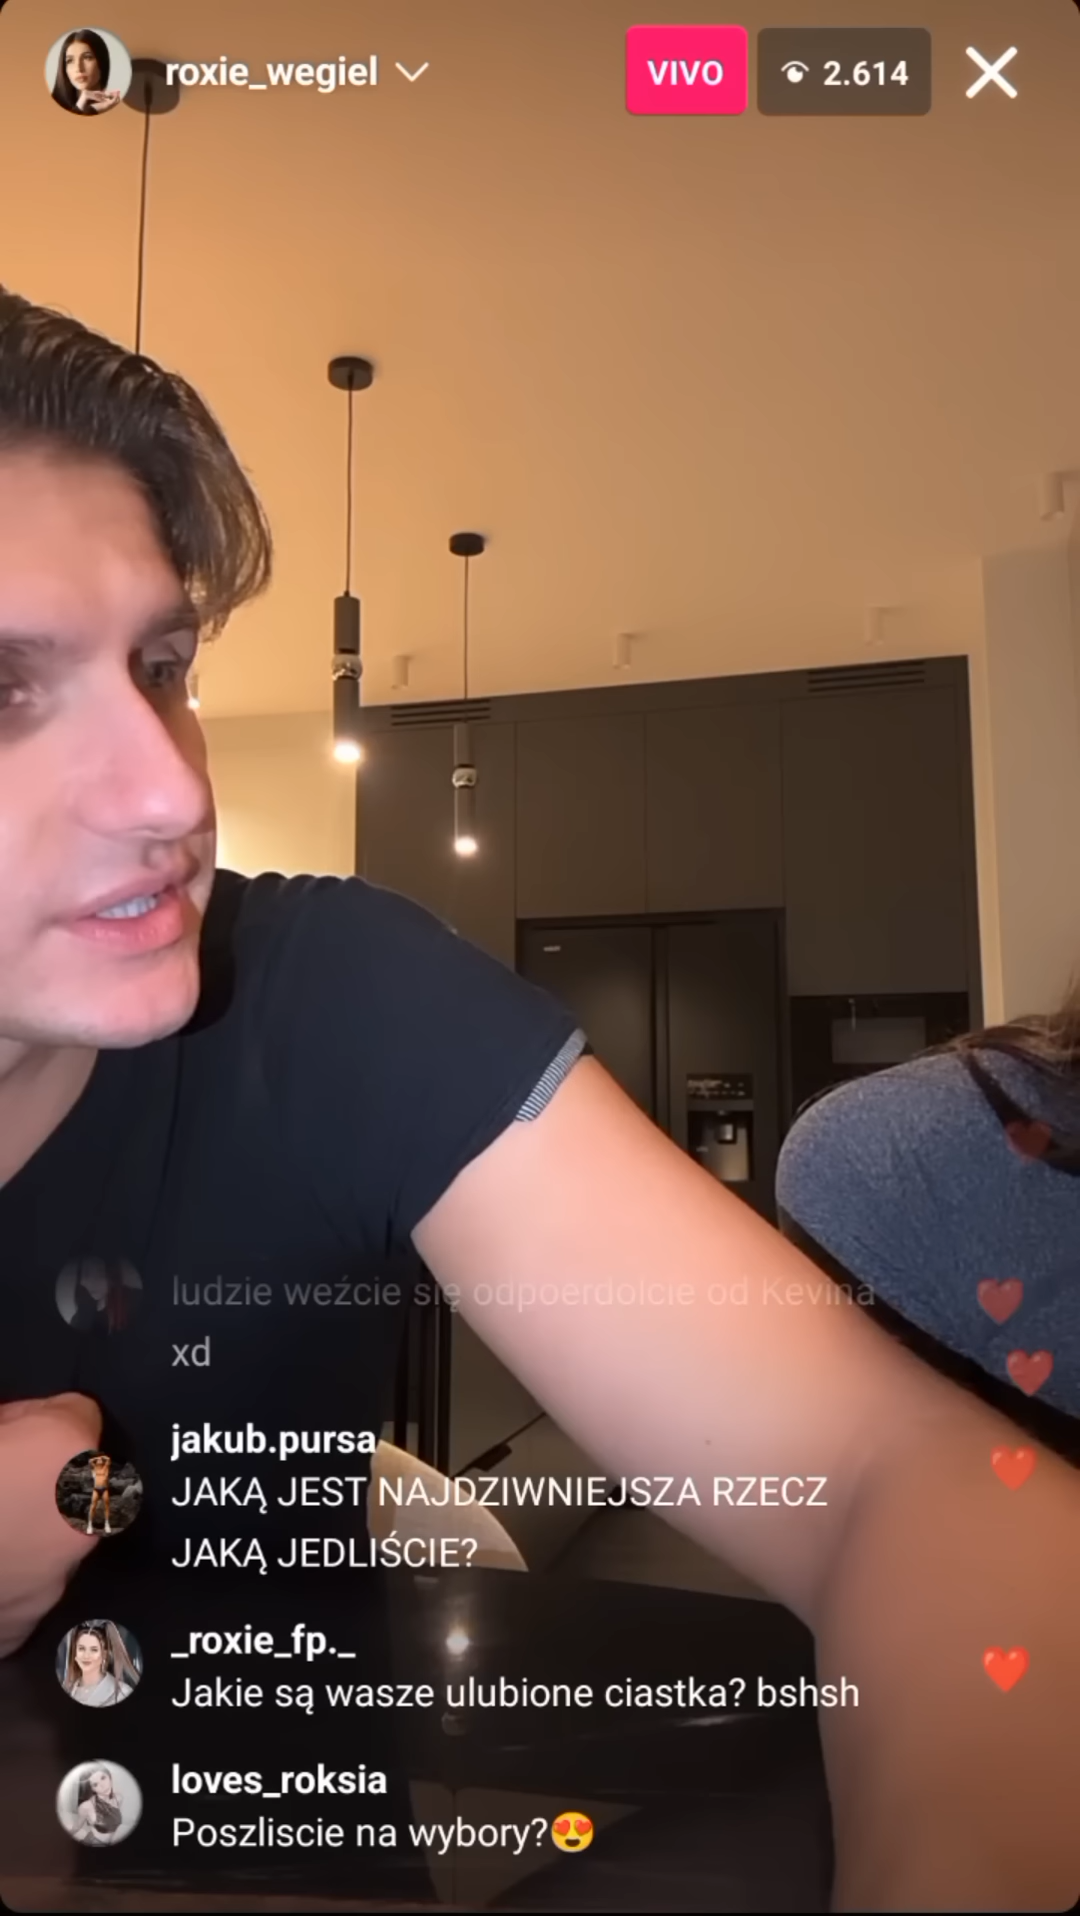 roxie_wegiel
VIVO
2.614
ludzie weźcie się odpoerdolcie od Kevina
xd
jakub.pursa
JAKĄ JEST NAJDZIWNIEJSZA RZECZ
JAKĄ JEDLIŚCIE?
_roxie_fp._
Jakie są wasze ulubione ciastka? bshsh
loves_roksia
Poszliscie na wybory?😍